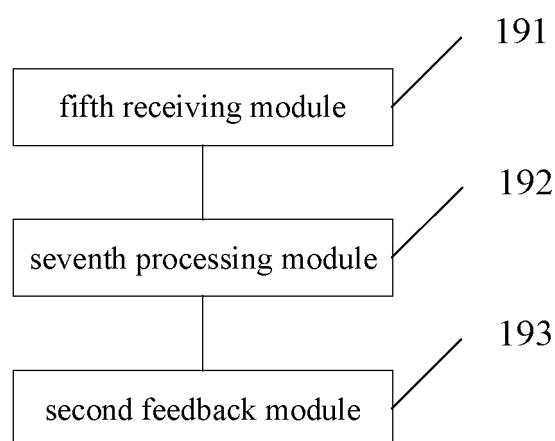 191
fifth receiving module
192
seventh processing module
193
second feedback module